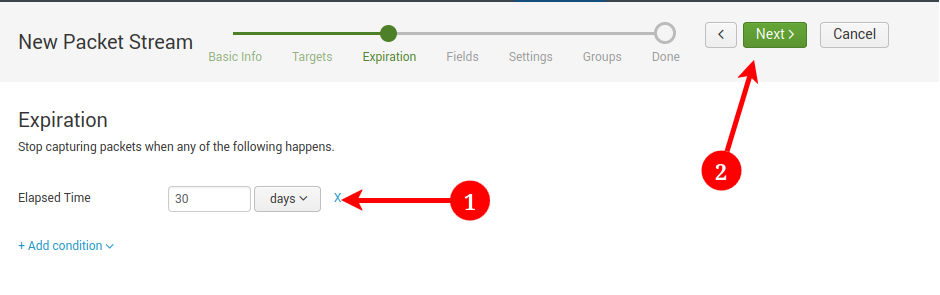 New Packet Stream
Basic Info Targets Expiration Fields Settings Groups Done
< Next > Cancel
Expiration
Stop capturing packets when any of the following happens.
Elapsed Time 30 days X 1
2
+ Add condition